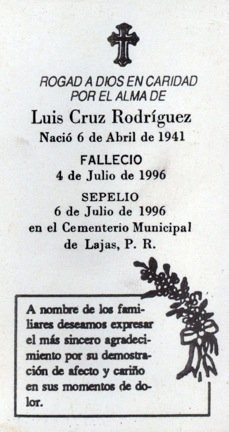 ROGAD A DIOS EN CARIDAD
POR EL ALMA DE
Luis Cruz Rodríguez
Nació 6 de Abril de 1941
FALLECIO
4 de Julio de 1996
SEPELIO
6 de Julio de 1996
en el Cementerio Municipal
de Lajas, P. R.
A nombre de los fami-
liares deseamos expresar
el más sincero agradeci-
miento por su demostra-
ción de afecto y cariño
en sus momentos de do-
lor.